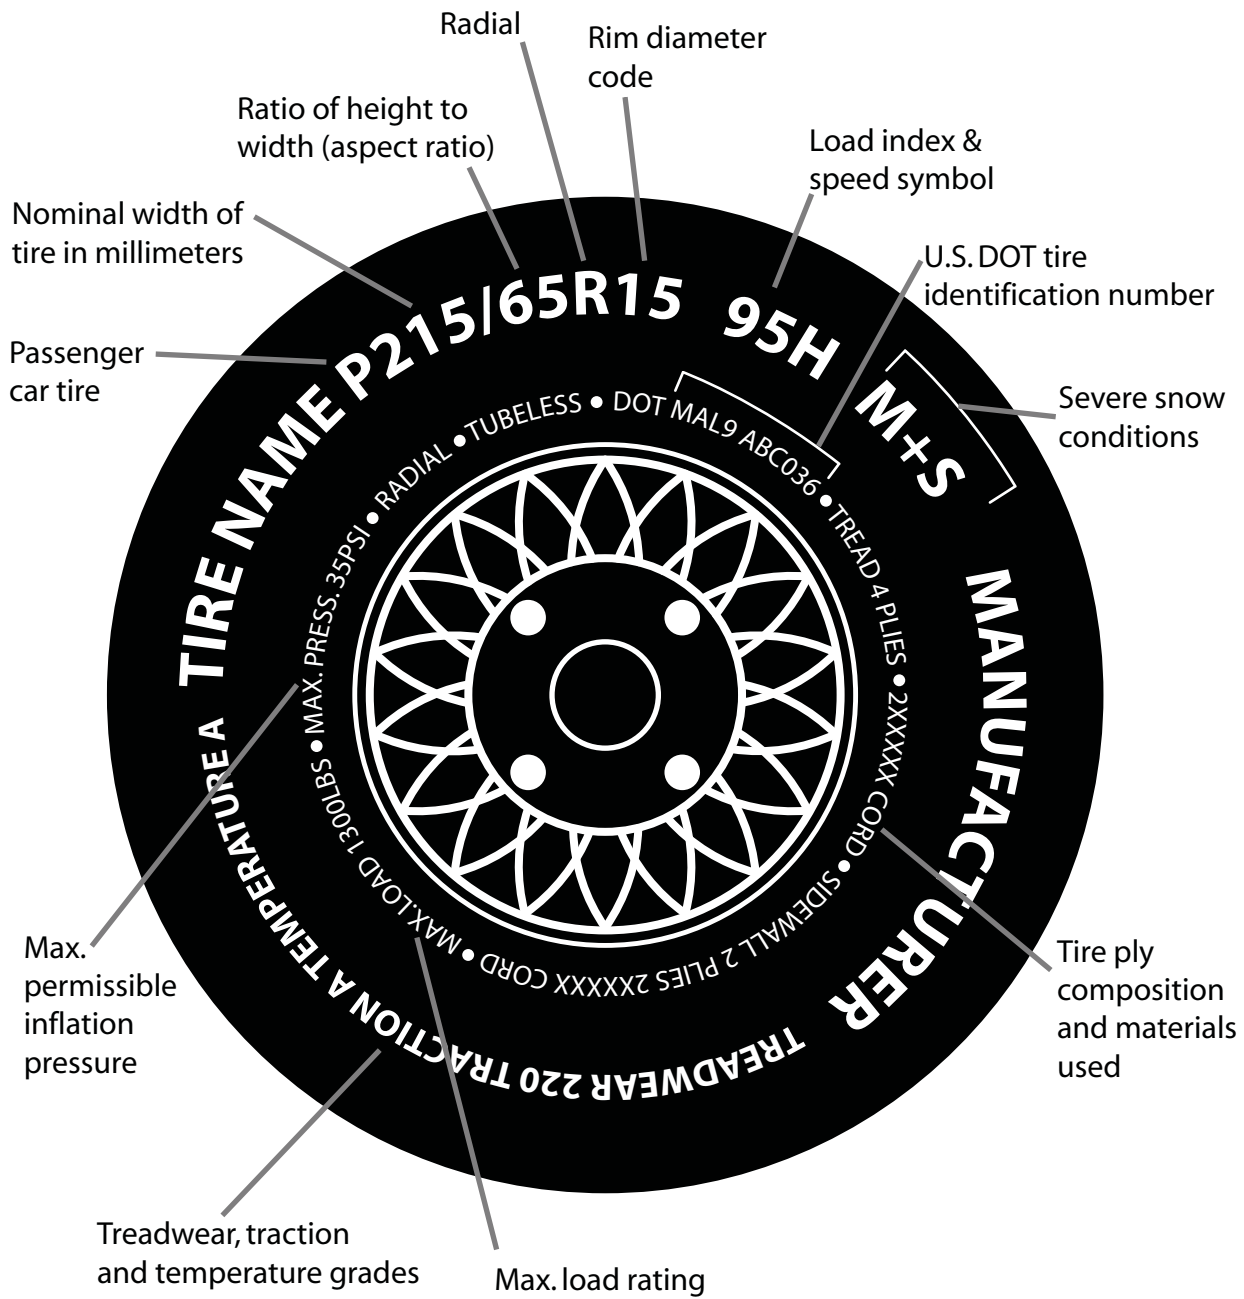 Radial
Rim diameter
code
Ratio of height to
width (aspect ratio)
Load index &
speed symbol
Nominal width of
tire in millimeters
U.S. DOT tire
identification number
Passenger
car tire
Severe snow
conditions
TIRE NAME P215/65R15 95H M+S
MANUFACTURER
TREADWEAR 220 TRACTION A TEMPERATURE A
MAX. PRESS. 35PSI • RADIAL • TUBELESS • DOT MAL9 ABC036 • TREAD 4 PLIES • 2XXXXX CORD • SIDEWALL 2 PLIES 2XXXXX CORD • MAX.LOAD 1300LBS •
Max.
permissible
inflation
pressure
Tire ply
composition
and materials
used
Treadwear, traction
and temperature grades
Max. load rating